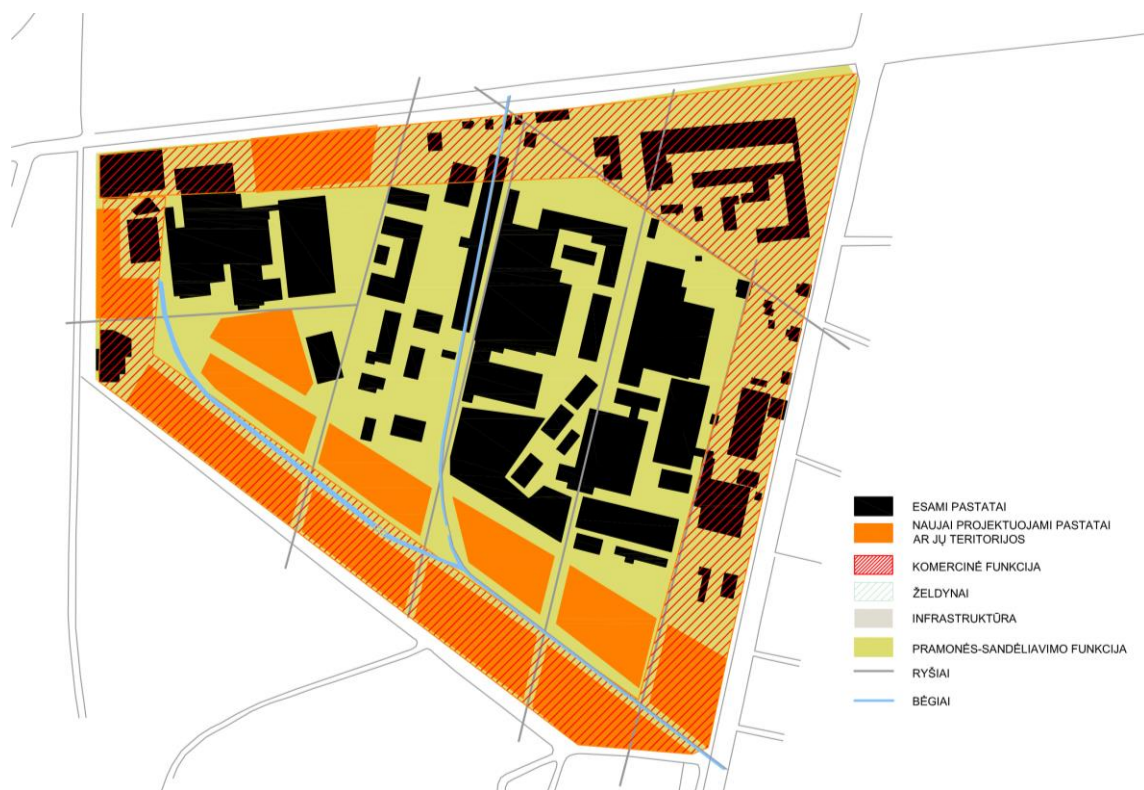 ESAMI PASTATAI
NAUJAI PROJEKTUOJAMI PASTATAI
AR JŲ TERITORIJOS
KOMERCINĖ FUNKCIJA
ŽELDYNAI
INFRASTRUKTŪRA
PRAMONĖS-SANDĖLIAVIMO FUNKCIJA
RYŠIAI
BĖGIAI